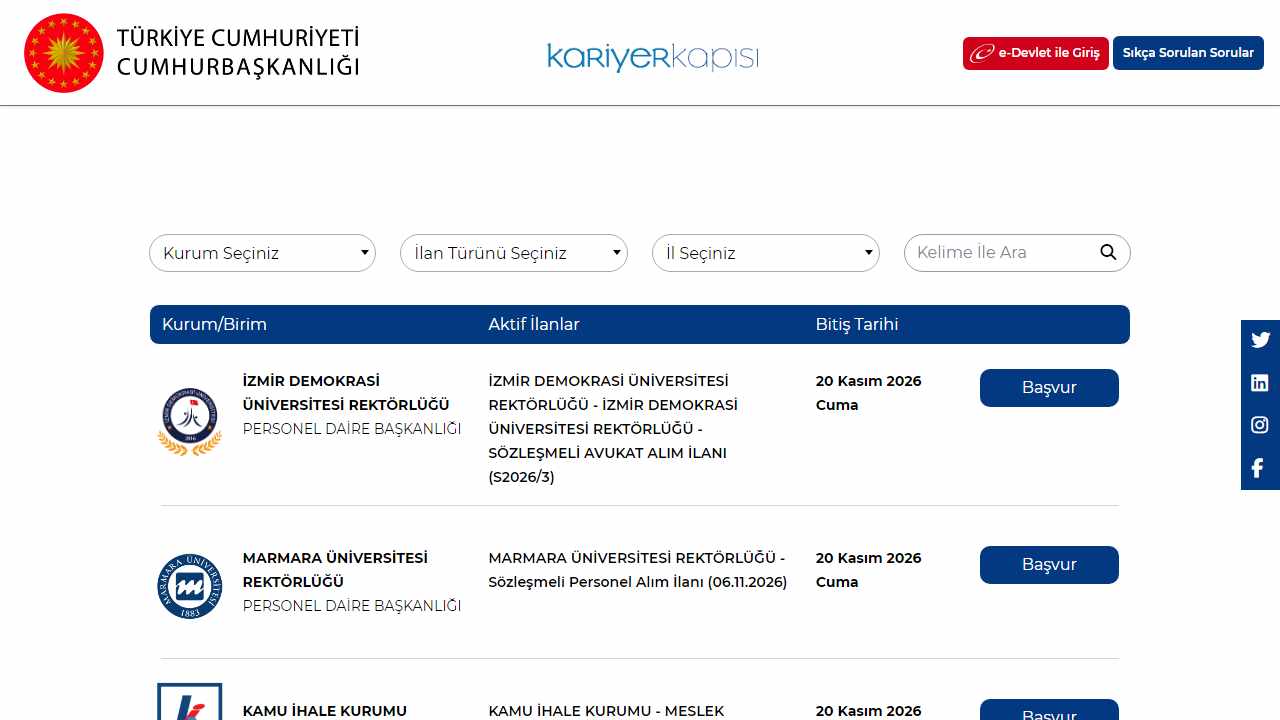 TÜRKİYE CUMHURİYETİ
CUMHURBAŞKANLIĞI
kariyerkapısı
e-Devlet ile Giriş
Sıkça Sorulan Sorular
Kurum Seçiniz
İlan Türünü Seçiniz
İl Seçiniz
Kelime İle Ara
Kurum/Birim
Aktif İlanlar
Bitiş Tarihi
İZMİR DEMOKRASİ
ÜNİVERSİTESİ REKTÖRLÜĞÜ
PERSONEL DAİRE BAŞKANLIĞI
İZMİR DEMOKRASİ ÜNİVERSİTESİ
REKTÖRLÜĞÜ - İZMİR DEMOKRASİ
ÜNİVERSİTESİ REKTÖRLÜĞÜ -
SÖZLEŞMELİ AVUKAT ALIM İLANI
(S2026/3)
20 Kasım 2026
Cuma
Başvur
MARMARA ÜNİVERSİTESİ
1883
MARMARA ÜNİVERSİTESİ
REKTÖRLÜĞÜ
PERSONEL DAİRE BAŞKANLIĞI
MARMARA ÜNİVERSİTESİ REKTÖRLÜĞÜ -
Sözleşmeli Personel Alım İlanı (06.11.2026)
20 Kasım 2026
Cuma
Başvur
KAMU İHALE KURUMU
KAMU İHALE KURUMU - MESLEK
20 Kasım 2026
Başvur